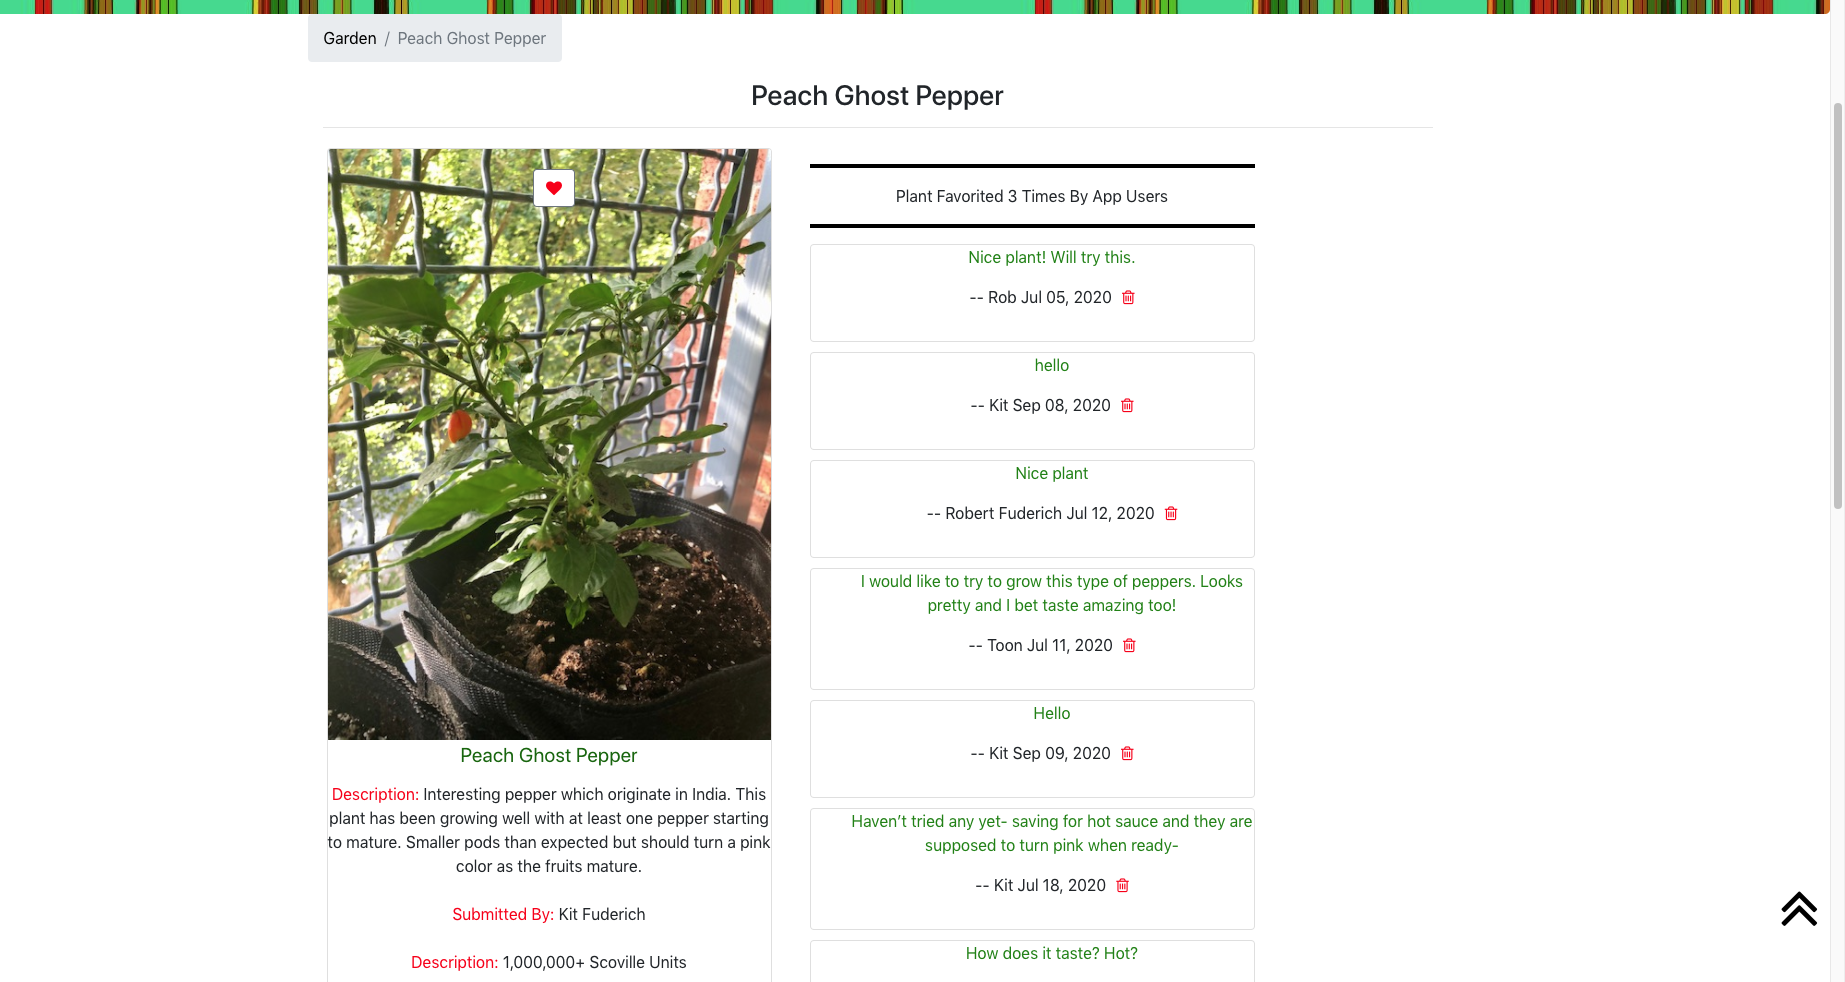 Garden / Peach Ghost Pepper
Peach Ghost Pepper
Peach Ghost Pepper
Description: Interesting pepper which originate in India. This
plant has been growing well with at least one pepper starting
to mature. Smaller pods than expected but should turn a pink
color as the fruits mature.
Submitted By: Kit Fuderich
Description: 1,000,000+ Scoville Units
Plant Favorited 3 Times By App Users
Nice plant! Will try this.
-- Rob Jul 05, 2020
hello
-- Kit Sep 08, 2020
Nice plant
-- Robert Fuderich Jul 12, 2020
I would like to try to grow this type of peppers. Looks
pretty and I bet taste amazing too!
-- Toon Jul 11, 2020
Hello
-- Kit Sep 09, 2020
Haven’t tried any yet- saving for hot sauce and they are
supposed to turn pink when ready-
-- Kit Jul 18, 2020
How does it taste? Hot?